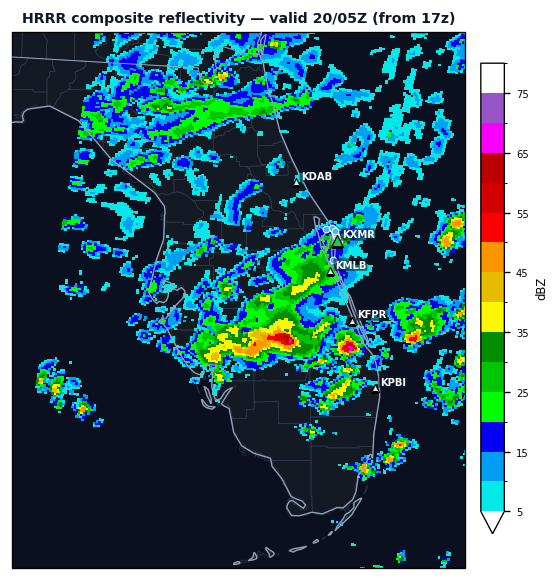 HRRR composite reflectivity — valid 20/05Z (from 17z)
KDAB
KXMR
KMLB
KFPR
KPBI
75
65
55
45
35
25
15
5
dBZ